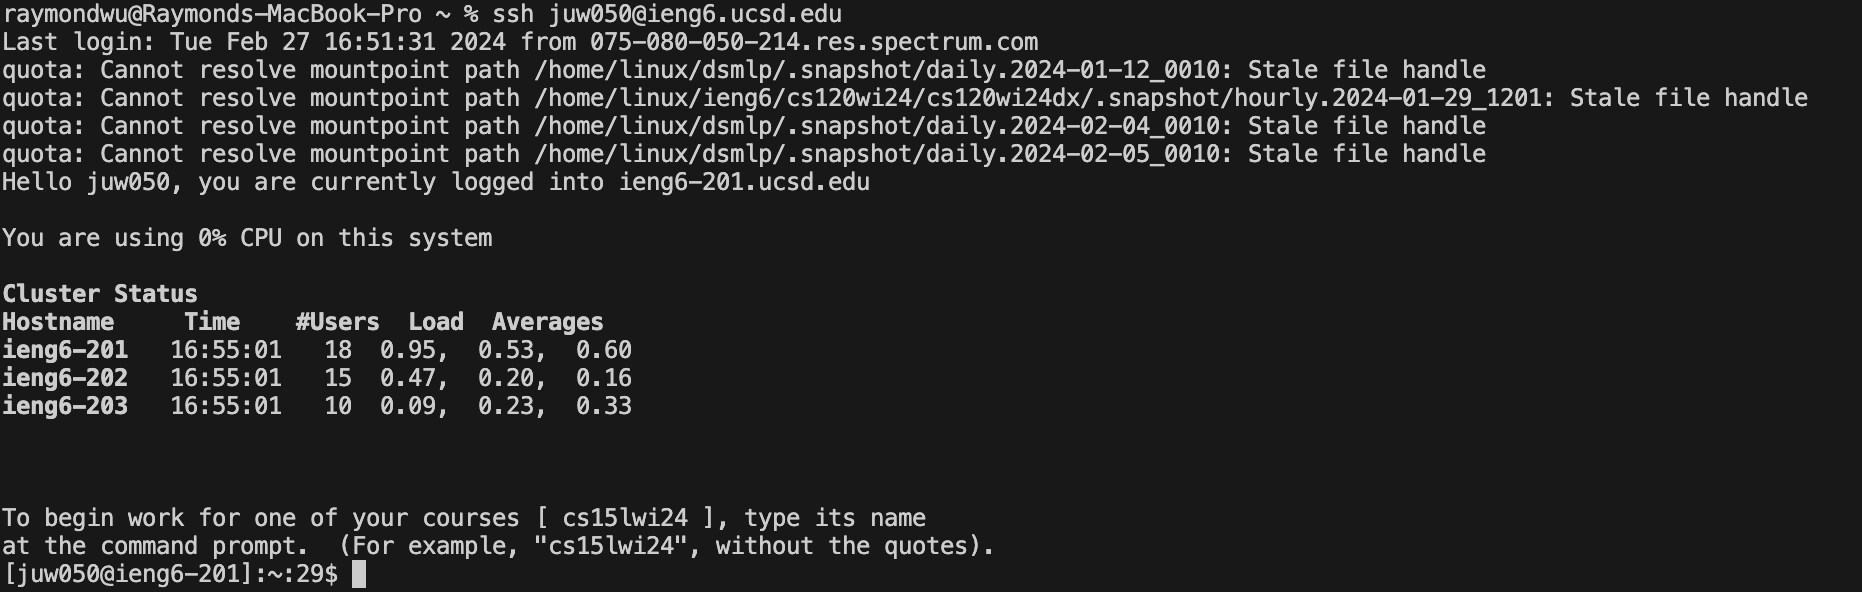 raymondwu@Raymonds-MacBook-Pro ~ % ssh juw050@ieng6.ucsd.edu
Last login: Tue Feb 27 16:51:31 2024 from 075-080-050-214.res.spectrum.com
quota: Cannot resolve mountpoint path /home/linux/dsmlp/.snapshot/daily.2024-01-12_0010: Stale file handle
quota: Cannot resolve mountpoint path /home/linux/ieng6/cs120wi24/cs120wi24dx/.snapshot/hourly.2024-01-29_1201: Stale file handle
quota: Cannot resolve mountpoint path /home/linux/dsmlp/.snapshot/daily.2024-02-04_0010: Stale file handle
quota: Cannot resolve mountpoint path /home/linux/dsmlp/.snapshot/daily.2024-02-05_0010: Stale file handle
Hello juw050, you are currently logged into ieng6-201.ucsd.edu
You are using 0% CPU on this system
Cluster Status
Hostname     Time    #Users  Load  Averages
ieng6-201   16:55:01   18  0.95,  0.53,  0.60
ieng6-202   16:55:01   15  0.47,  0.20,  0.16
ieng6-203   16:55:01   10  0.09,  0.23,  0.33
To begin work for one of your courses [ cs15lwi24 ], type its name
at the command prompt.  (For example, "cs15lwi24", without the quotes).
[juw050@ieng6-201]:~:29$